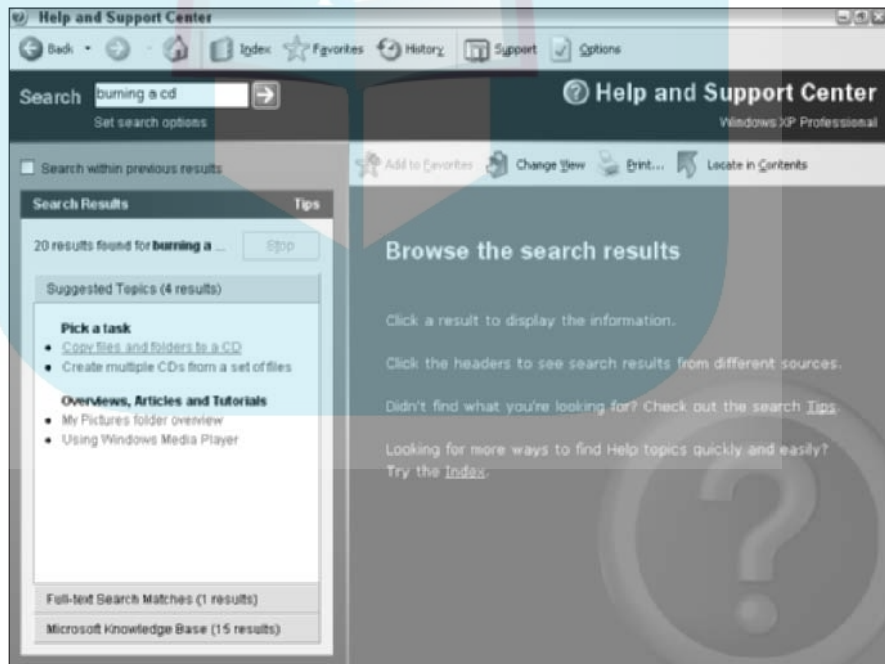 Help and Support Center
Back
Index
Favorites
History
Support
Options
Search
burning a cd
Set search options
Help and Support Center
Windows XP Professional
Search within previous results
Add to Favorites
Change View
Print...
Locate in Contents
Search Results
Tips
20 results found for burning a ...
Stop
Suggested Topics (4 results)
Pick a task
• Copy files and folders to a CD
• Create multiple CDs from a set of files
Overviews, Articles and Tutorials
• My Pictures folder overview
• Using Windows Media Player
Full-text Search Matches (1 results)
Microsoft Knowledge Base (15 results)
Browse the search results
Click a result to display the information.
Click the headers to see search results from different sources.
Didn't find what you're looking for? Check out the search Tips.
Looking for more ways to find Help topics quickly and easily?
Try the Index.